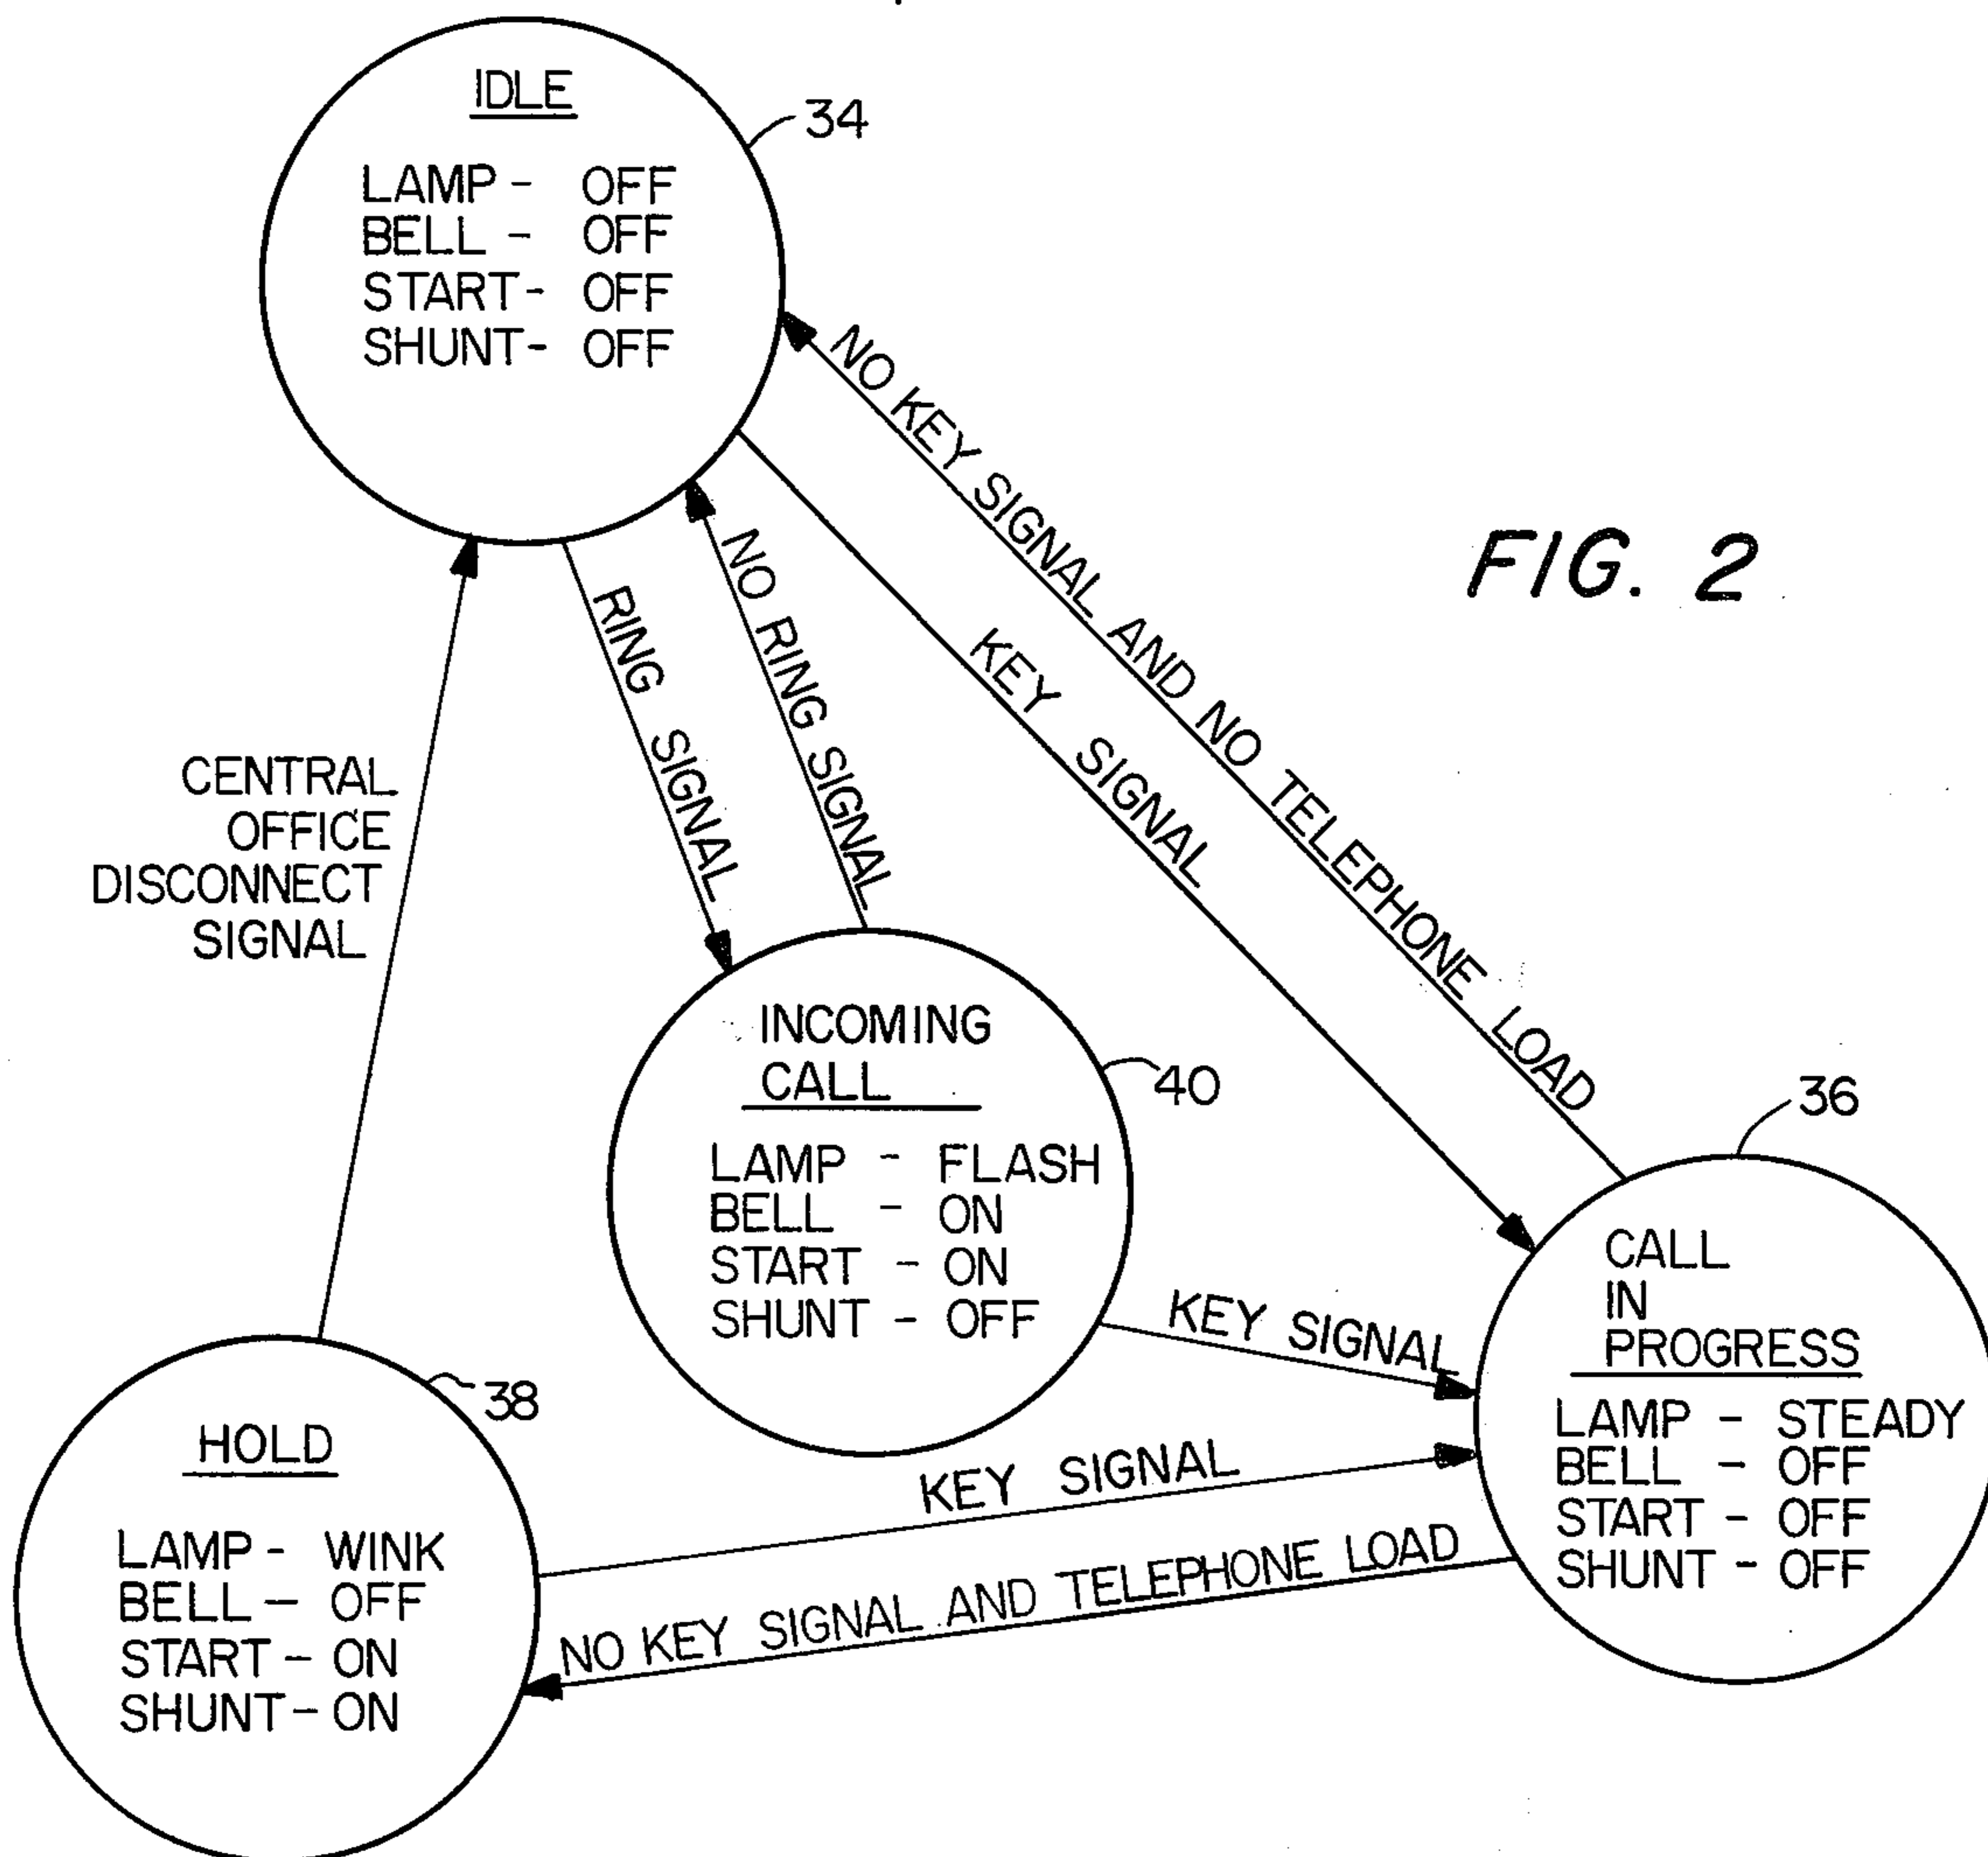 IDLE
34
LAMP - OFF
BELL - OFF
START - OFF
SHUNT - OFF
NO KEY SIGNAL AND NO TELEPHONE LOAD
FIG. 2
KEY SIGNAL
RING SIGNAL
NO RING SIGNAL
CENTRAL
OFFICE
DISCONNECT
SIGNAL
INCOMING
CALL
40
LAMP - FLASH
BELL - ON
START - ON
SHUNT - OFF
36
CALL
IN
PROGRESS
LAMP - STEADY
BELL - OFF
START - OFF
SHUNT - OFF
KEY SIGNAL
38
HOLD
LAMP - WINK
BELL - OFF
START - ON
SHUNT - ON
KEY SIGNAL
NO KEY SIGNAL AND TELEPHONE LOAD